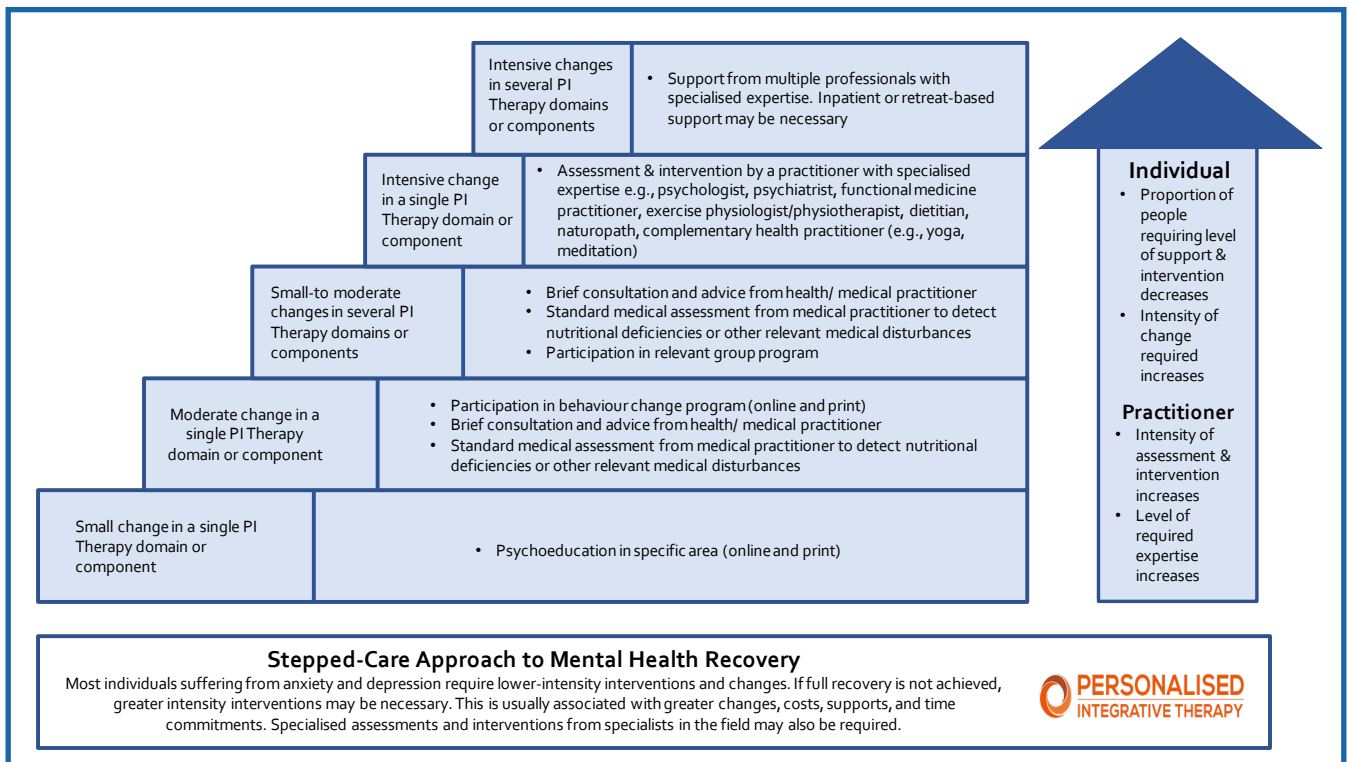 Intensive changes
in several PI
Therapy domains
or components
• Support from multiple professionals with
specialised expertise. Inpatient or retreat-based
support may be necessary
Intensive change
in a single PI
Therapy domain or
component
• Assessment & intervention by a practitioner with specialised
expertise e.g., psychologist, psychiatrist, functional medicine
practitioner, exercise physiologist/physiotherapist, dietitian,
naturopath, complementary health practitioner (e.g., yoga,
meditation)
Small-to moderate
changes in several PI
Therapy domains or
components
• Brief consultation and advice from health/ medical practitioner
• Standard medical assessment from medical practitioner to detect
nutritional deficiencies or other relevant medical disturbances
• Participation in relevant group program
Moderate change in a
single PI Therapy
domain or component
• Participation in behaviour change program (online and print)
• Brief consultation and advice from health/ medical practitioner
• Standard medical assessment from medical practitioner to detect nutritional
deficiencies or other relevant medical disturbances
Small change in a single PI
Therapy domain or
component
• Psychoeducation in specific area (online and print)
Individual
• Proportion of
people
requiring level
of support &
intervention
decreases
• Intensity of
change
required
increases
Practitioner
• Intensity of
assessment &
intervention
increases
• Level of
required
expertise
increases
Stepped-Care Approach to Mental Health Recovery
Most individuals suffering from anxiety and depression require lower-intensity interventions and changes. If full recovery is not achieved,
greater intensity interventions may be necessary. This is usually associated with greater changes, costs, supports, and time
commitments. Specialised assessments and interventions from specialists in the field may also be required.
PERSONALISED
INTEGRATIVE THERAPY